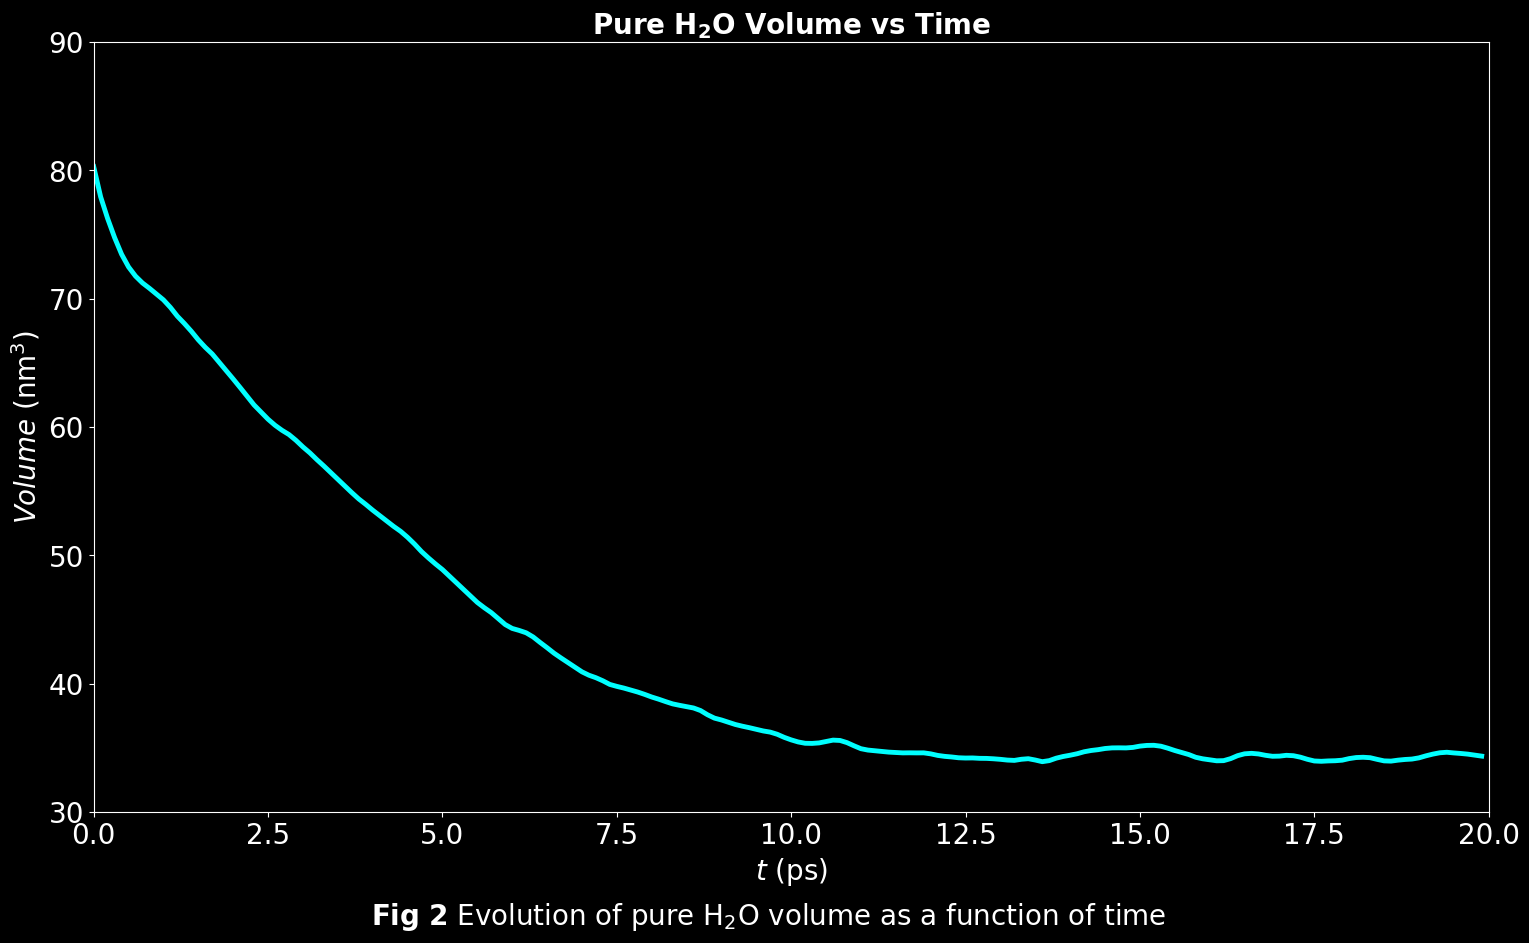 Pure H₂O Volume vs Time
90
80
70
60
50
40
30
Volume (nm³)
0.0 2.5 5.0 7.5 10.0 12.5 15.0 17.5 20.0
t (ps)
Fig 2 Evolution of pure H₂O volume as a function of time